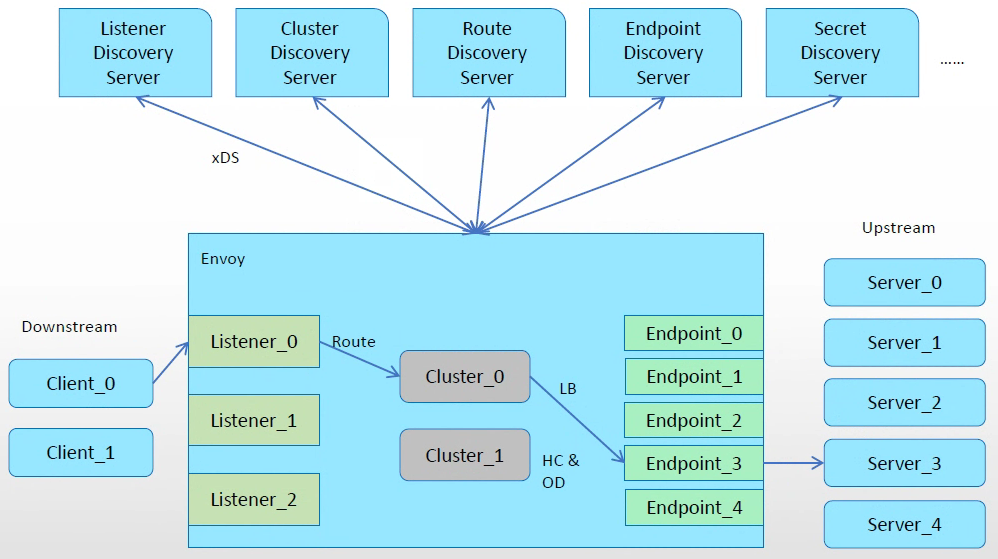 Listener
Discovery
Server
Cluster
Discovery
Server
Route
Discovery
Server
Endpoint
Discovery
Server
Secret
Discovery
Server
......
xDS
Upstream
Envoy
Server_0
Downstream
Listener_0
Route
Endpoint_0
Server_1
Client_0
Cluster_0
LB
Endpoint_1
Server_2
Listener_1
Endpoint_2
Client_1
Cluster_1
HC &
OD
Endpoint_3
Server_3
Listener_2
Endpoint_4
Server_4